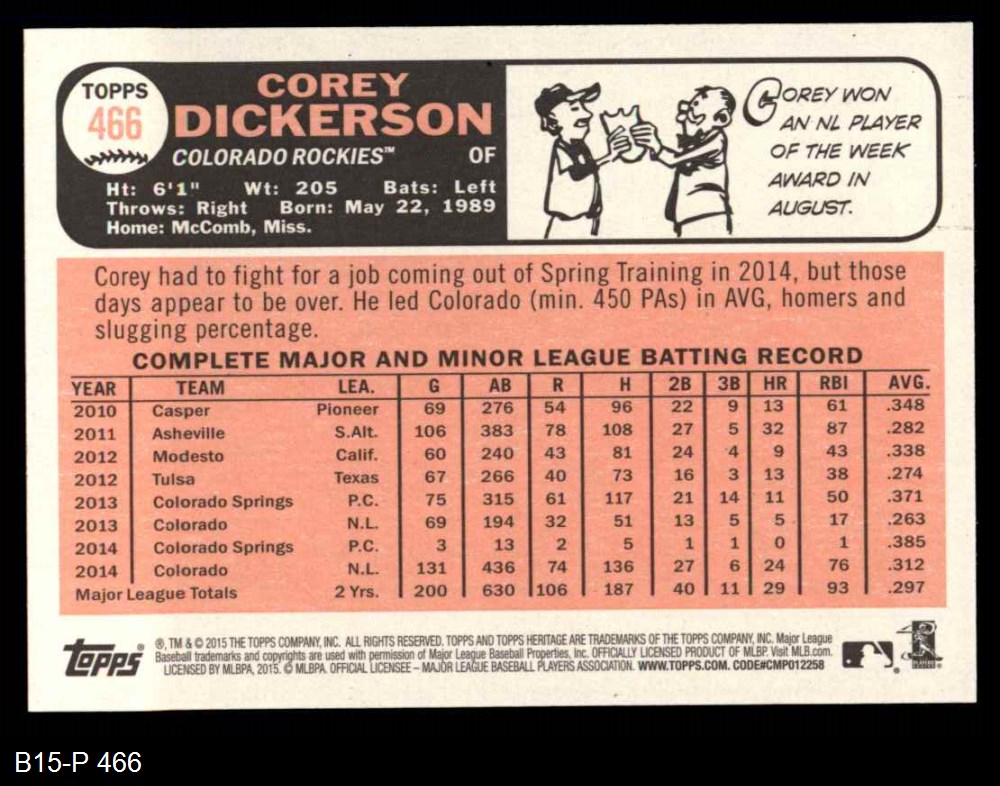 TOPPS
466
COREY
DICKERSON
COLORADO ROCKIES™ OF
Ht: 6'1" Wt: 205 Bats: Left
Throws: Right Born: May 22, 1989
Home: McComb, Miss.
COREY WON
AN NL PLAYER
OF THE WEEK
AWARD IN
AUGUST.
Corey had to fight for a job coming out of Spring Training in 2014, but those
days appear to be over. He led Colorado (min. 450 PAs) in AVG, homers and
slugging percentage.
COMPLETE MAJOR AND MINOR LEAGUE BATTING RECORD
YEAR TEAM LEA. G AB R H 2B 3B HR RBI AVG.
2010 Casper Pioneer 69 276 54 96 22 9 13 61 .348
2011 Asheville S.Alt. 106 383 78 108 27 5 32 87 .282
2012 Modesto Calif. 60 240 43 81 24 4 9 43 .338
2012 Tulsa Texas 67 266 40 73 16 3 13 38 .274
2013 Colorado Springs P.C. 75 315 61 117 21 14 11 50 .371
2013 Colorado N.L. 69 194 32 51 13 5 5 17 .263
2014 Colorado Springs P.C. 3 13 2 5 1 1 0 1 .385
2014 Colorado N.L. 131 436 74 136 27 6 24 76 .312
Major League Totals 2 Yrs. 200 630 106 187 40 11 29 93 .297
topps
®, TM & © 2015 THE TOPPS COMPANY, INC. ALL RIGHTS RESERVED. TOPPS AND TOPPS HERITAGE ARE TRADEMARKS OF THE TOPPS COMPANY, INC. Major League
Baseball trademarks and copyrights are used with permission of Major League Baseball Properties, Inc. OFFICIALLY LICENSED PRODUCT OF MLBP. Visit MLB.com.
LICENSED BY MLBPA, 2015. © MLBPA. OFFICIAL LICENSEE – MAJOR LEAGUE BASEBALL PLAYERS ASSOCIATION. WWW.TOPPS.COM. CODE#CMP012258
B15-P 466